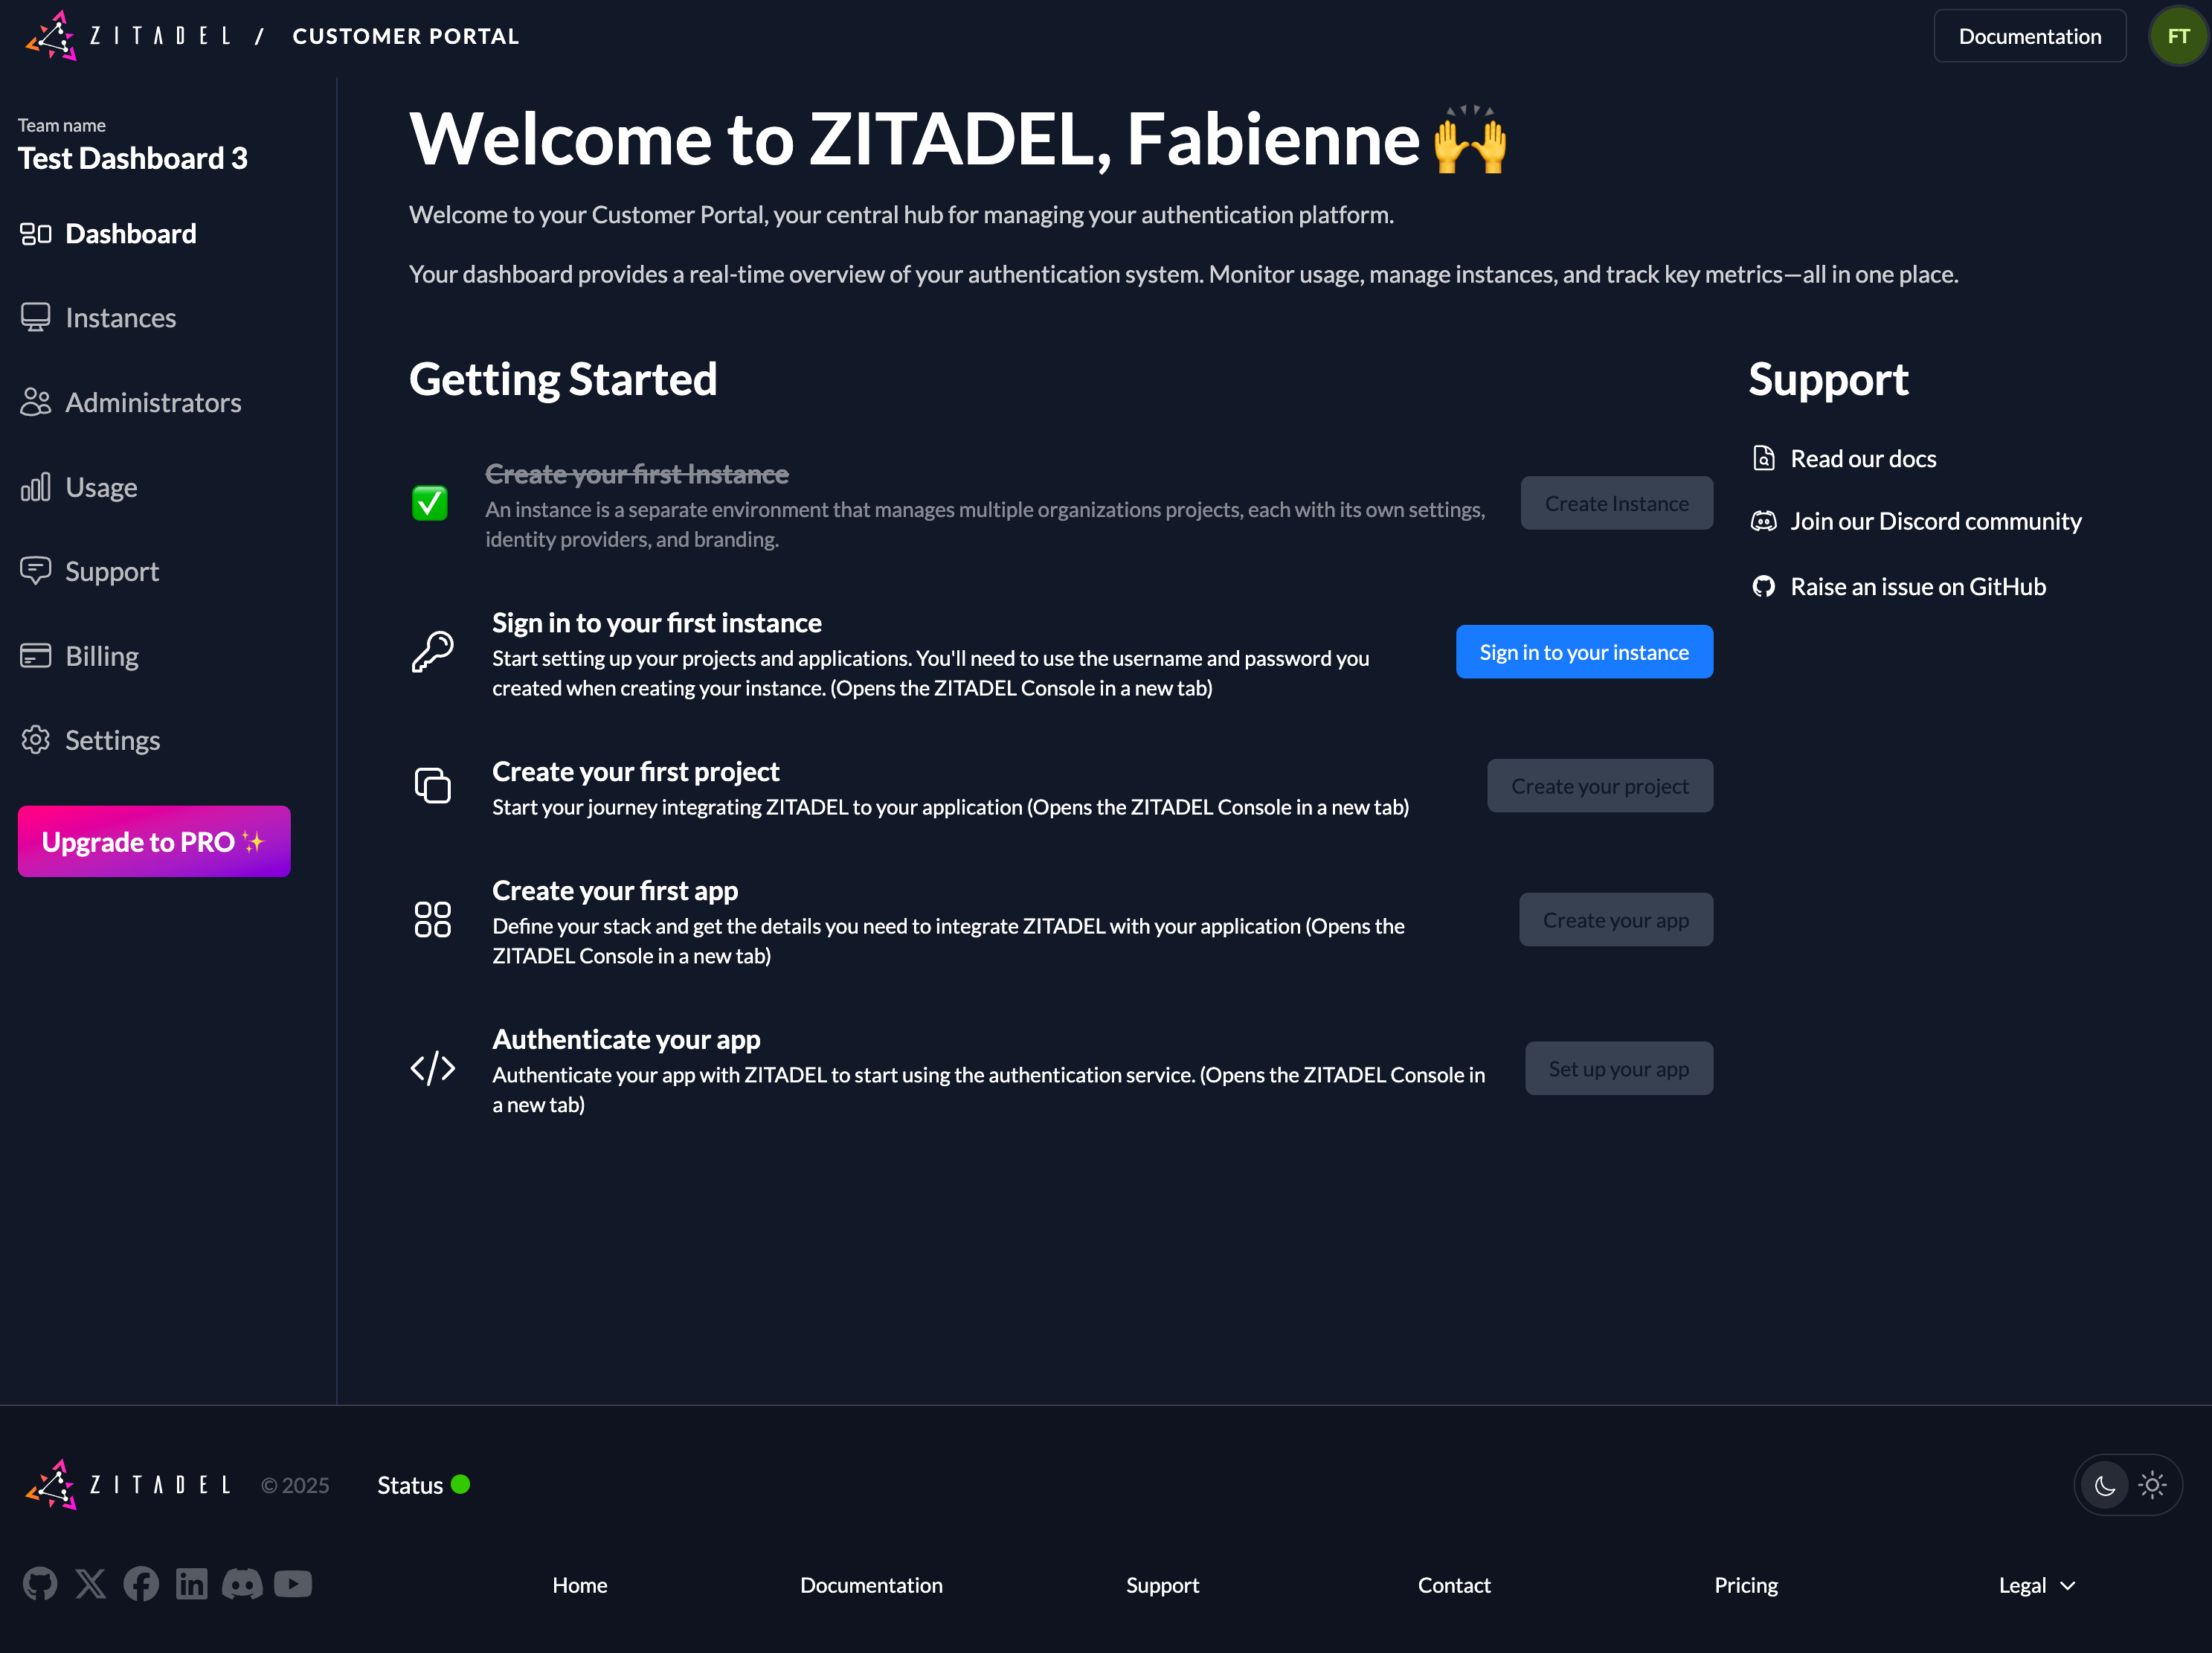 ZITADEL / CUSTOMER PORTAL
Documentation
FT
Team name
Test Dashboard 3
Dashboard
Instances
Administrators
Usage
Support
Billing
Settings
Upgrade to PRO ✨
Welcome to ZITADEL, Fabienne 🙌
Welcome to your Customer Portal, your central hub for managing your authentication platform.
Your dashboard provides a real-time overview of your authentication system. Monitor usage, manage instances, and track key metrics—all in one place.
Getting Started
Create your first Instance
An instance is a separate environment that manages multiple organizations projects, each with its own settings,
identity providers, and branding.
Create Instance
Sign in to your first instance
Start setting up your projects and applications. You'll need to use the username and password you
created when creating your instance. (Opens the ZITADEL Console in a new tab)
Sign in to your instance
Create your first project
Start your journey integrating ZITADEL to your application (Opens the ZITADEL Console in a new tab)
Create your project
Create your first app
Define your stack and get the details you need to integrate ZITADEL with your application (Opens the
ZITADEL Console in a new tab)
Create your app
Authenticate your app
Authenticate your app with ZITADEL to start using the authentication service. (Opens the ZITADEL Console in
a new tab)
Set up your app
Support
Read our docs
Join our Discord community
Raise an issue on GitHub
ZITADEL © 2025
Status
Home
Documentation
Support
Contact
Pricing
Legal